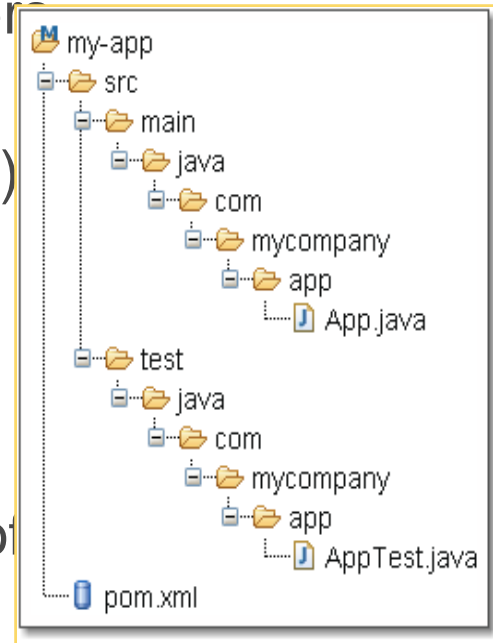 my-app
src
main
java
)
com
mycompany
app
App.java
test
java
com
mycompany
app
AppTest.java
pom.xml